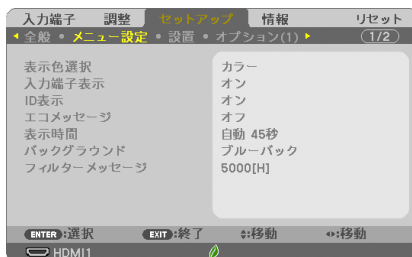 入力端子 調整 セットアップ 情報 リセット
全般 • メニュー設定 • 設置 • オプション(1) 1/2
表示色選択 カラー
入力端子表示 オン
ID表示 オン
エコメッセージ オフ
表示時間 自動 45秒
バックグラウンド ブルーバック
フィルターメッセージ 5000[H]
ENTER:選択 EXIT:終了 :移動 :移動
HDMI1